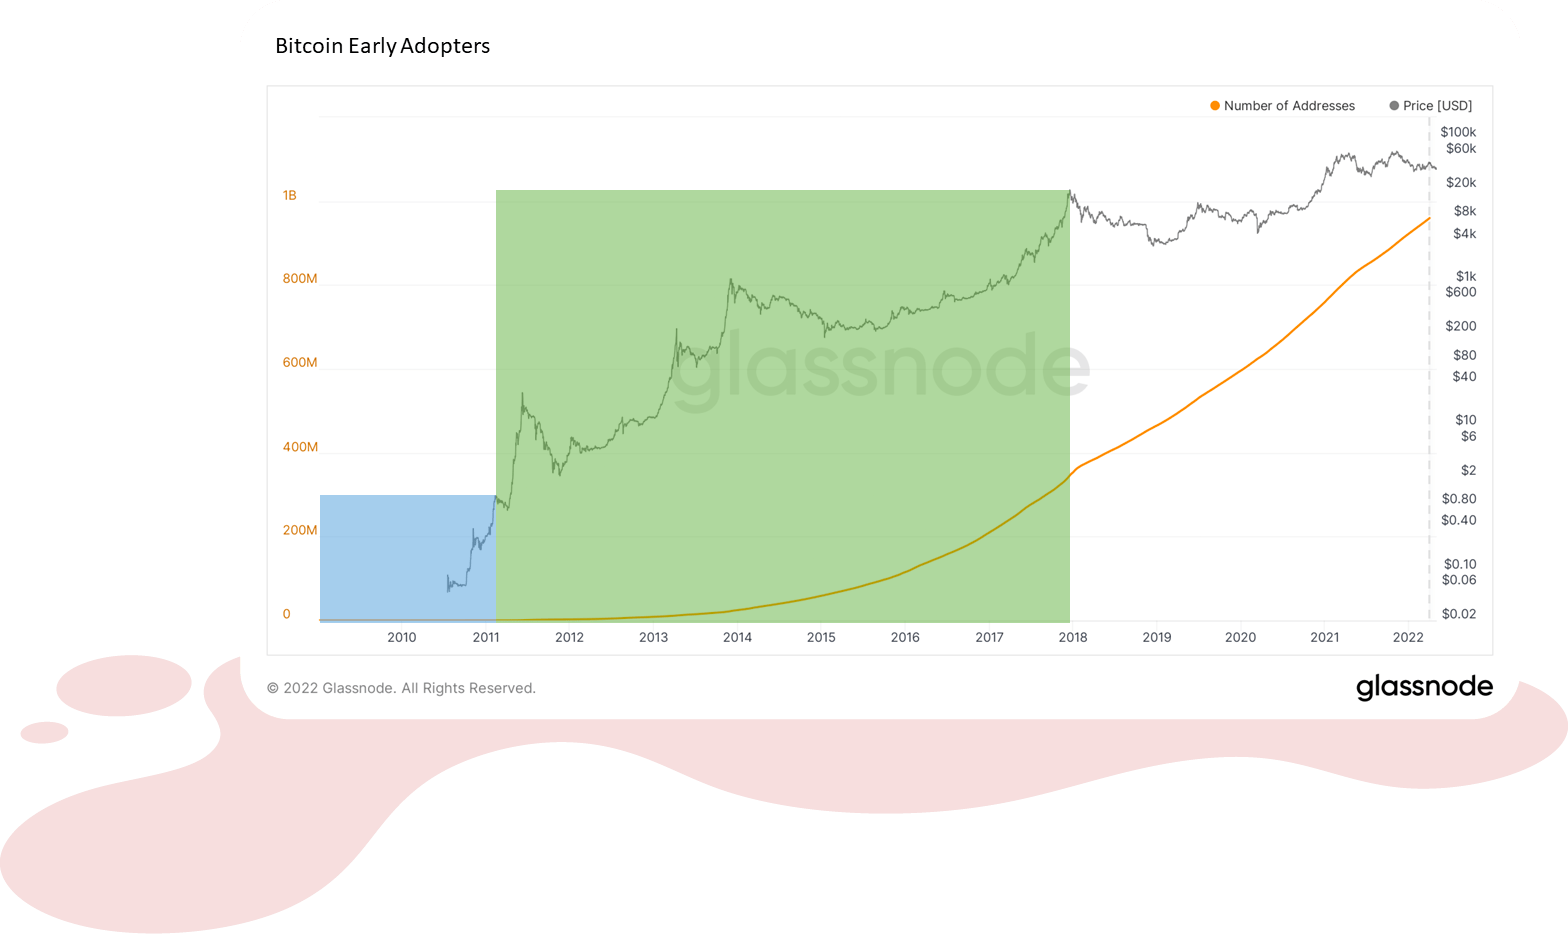 Bitcoin Early Adopters
Number of Addresses Price [USD]
1B
800M
600M
400M
200M
0
$100k
$60k
$20k
$8k
$4k
$1k
$600
$200
$80
$40
$10
$6
$2
$0.80
$0.40
$0.10
$0.06
$0.02
glassnode
2010 2011 2012 2013 2014 2015 2016 2017 2018 2019 2020 2021 2022
© 2022 Glassnode. All Rights Reserved.
glassnode